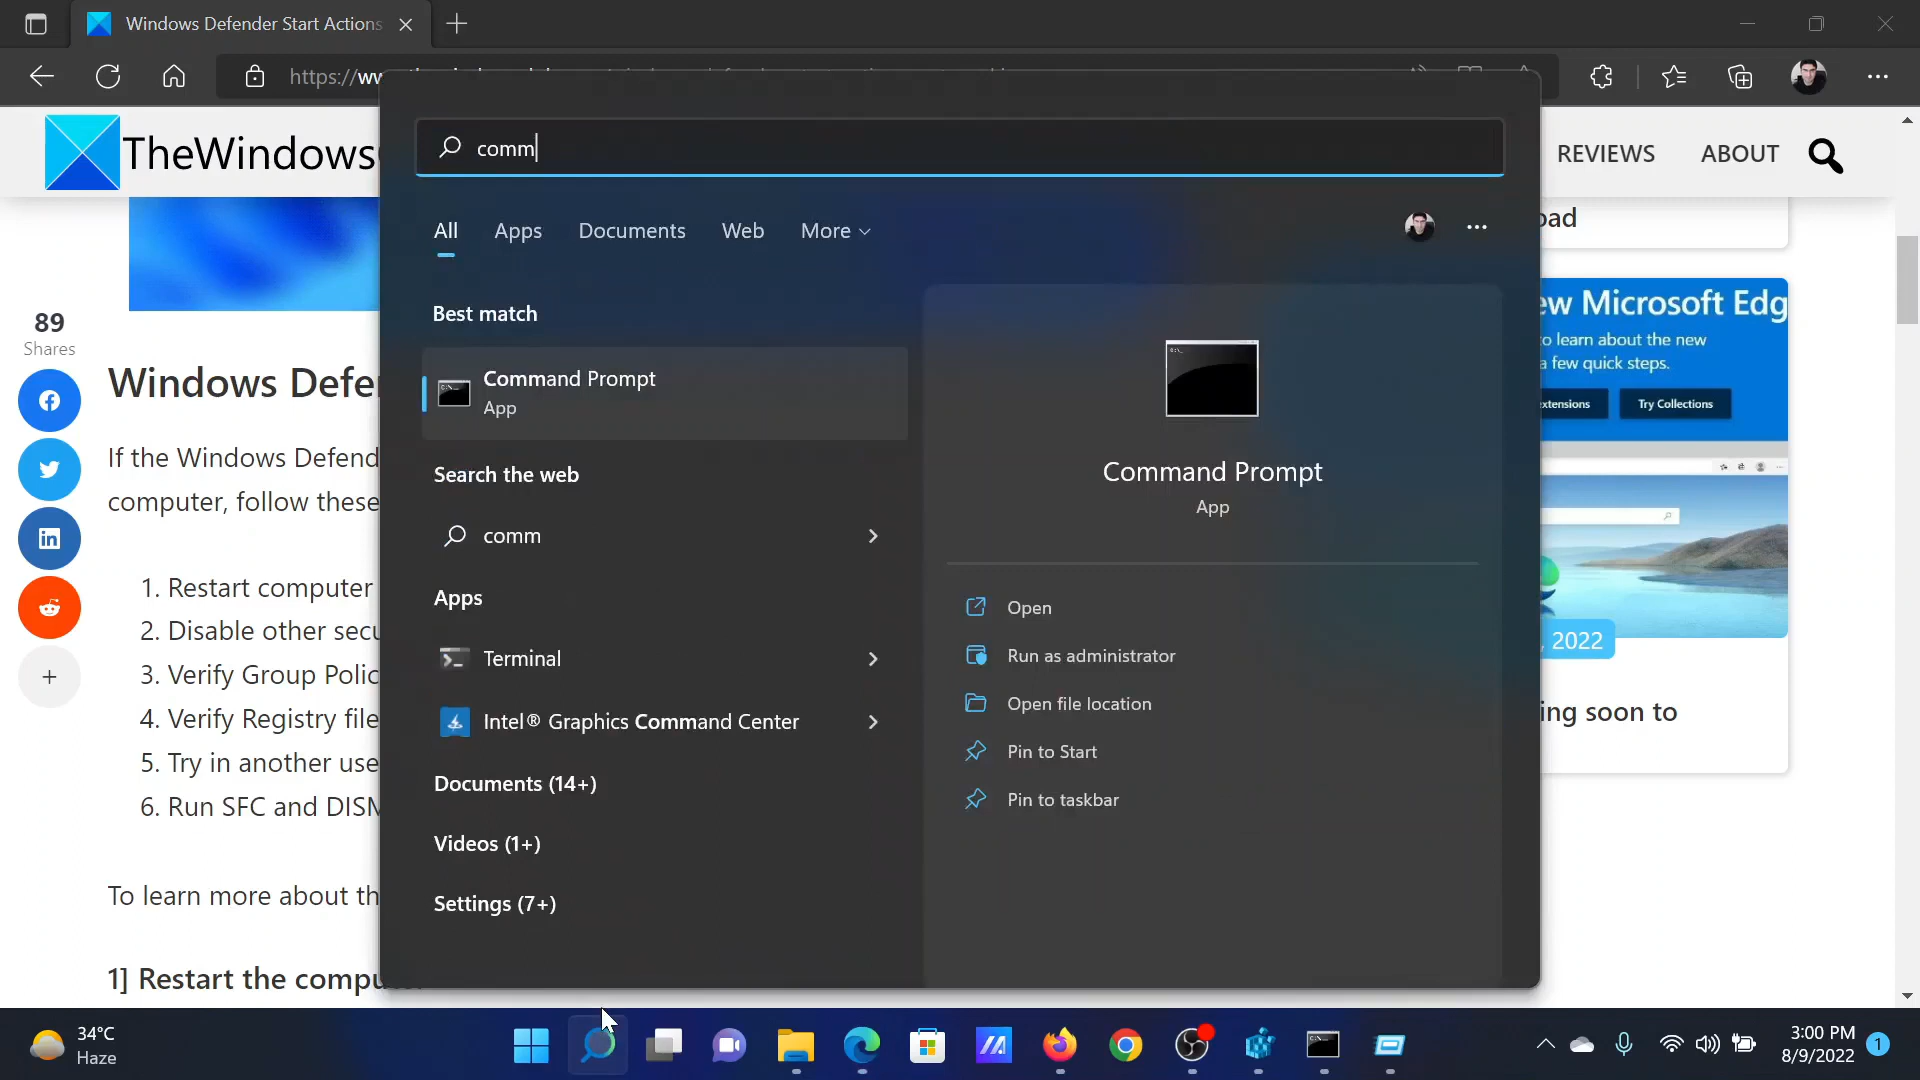 Windows Defender Start Actions
https://ww
TheWindows
REVIEWS
ABOUT
comm
All
Apps
Documents
Web
More
Best match
Command Prompt
App
Search the web
comm
Apps
Terminal
Intel® Graphics Command Center
Documents (14+)
Videos (1+)
Settings (7+)
Command Prompt
App
Open
Run as administrator
Open file location
Pin to Start
Pin to taskbar
89
Shares
Windows Defe
If the Windows Defend
computer, follow these
1. Restart computer
2. Disable other secu
3. Verify Group Polic
4. Verify Registry file
5. Try in another use
6. Run SFC and DISM
To learn more about th
1] Restart the compu
oad
ew Microsoft Edg
o learn about the new
a few quick steps.
xtensions
Try Collections
, 2022
ing soon to
34°C
Haze
3:00 PM
8/9/2022
1